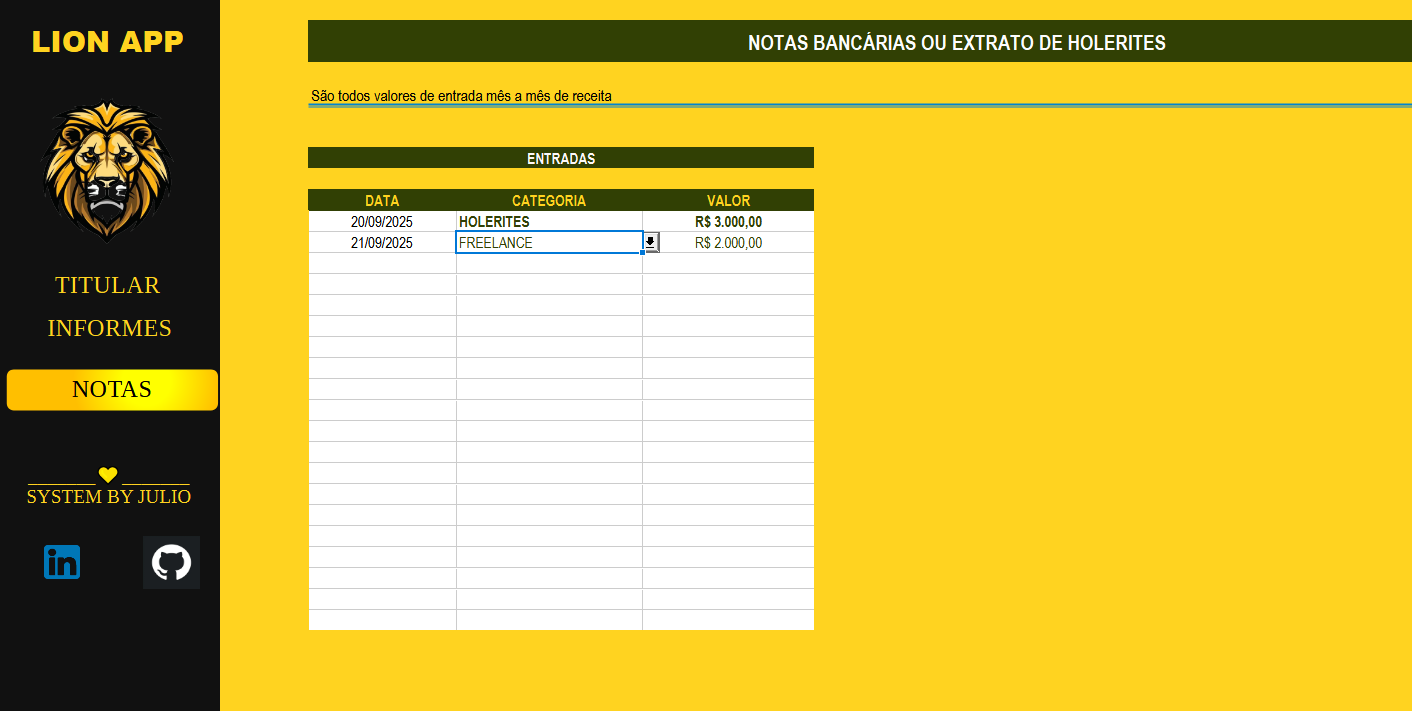 LION APP
TITULAR
INFORMES
NOTAS
SYSTEM BY JULIO
in
NOTAS BANCÁRIAS OU EXTRATO DE HOLERITES
São todos valores de entrada mês a mês de receita
ENTRADAS
DATA CATEGORIA VALOR
20/09/2025 HOLERITES R$ 3.000,00
21/09/2025 FREELANCE R$ 2.000,00